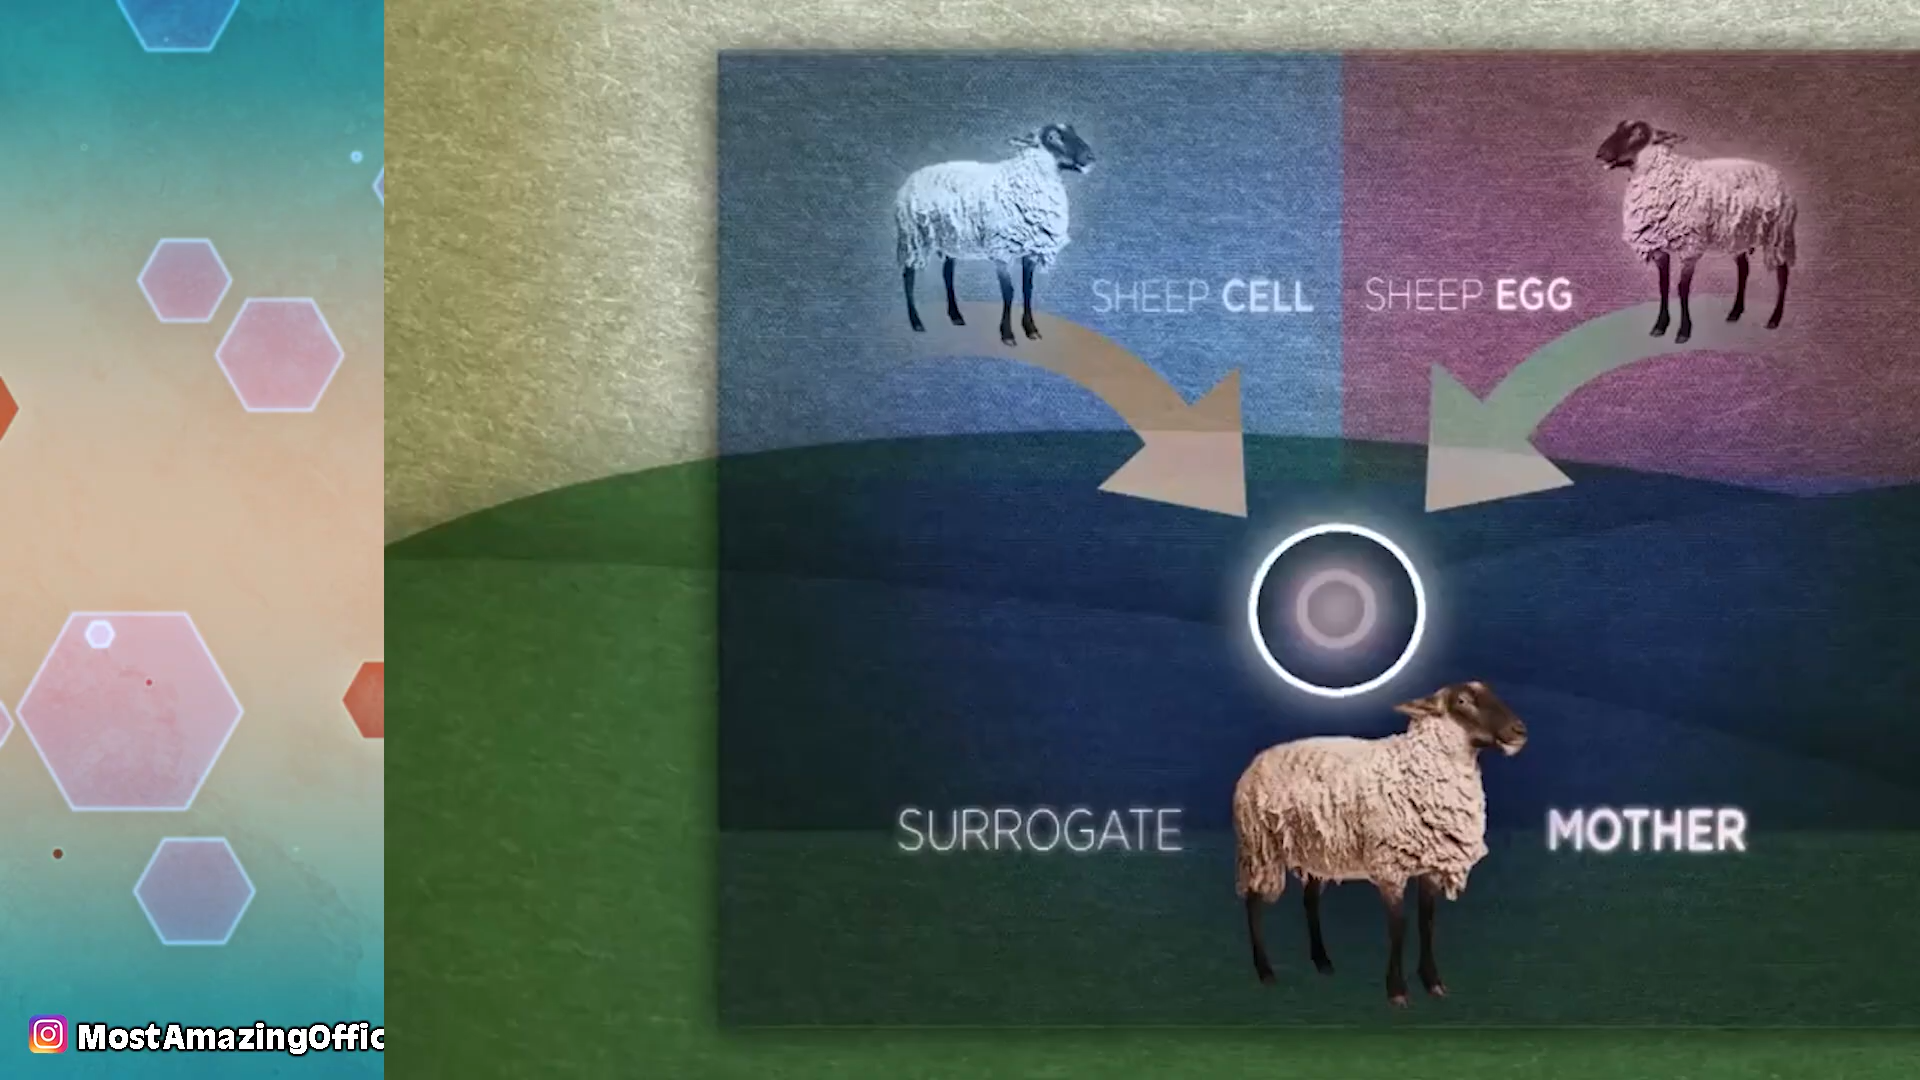 SHEEP CELL
SHEEP EGG
SURROGATE
MOTHER
MostAmazingOffic